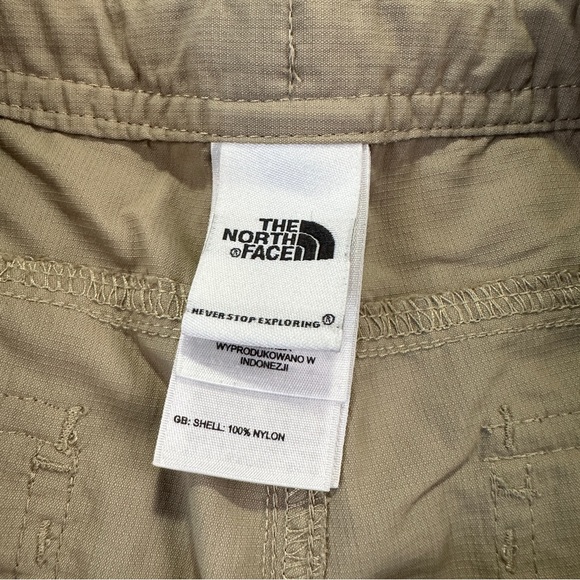 THE
NORTH
®FACE
NEVER STOP EXPLORING®
WYPRODUKOWANO W
INDONEZJI
GB: SHELL: 100% NYLON